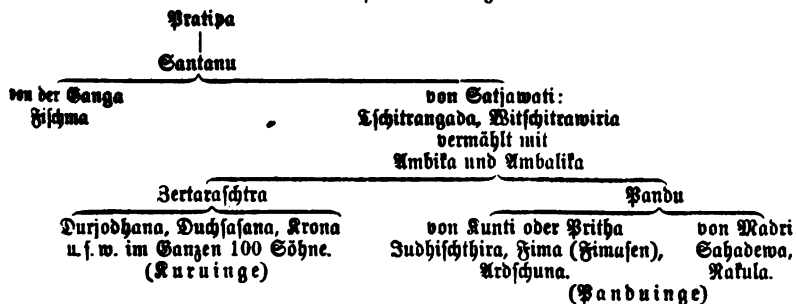 Pratipa
Santanu
von der Ganga
Fischma
von Satjawati:
Tschitrangada, Witschitrawiria
vermählt mit
Ambika und Ambalika
Zertaraschtra
Durjodhana, Duchsasana, Krona
u. s. w. im Ganzen 100 Söhne.
(Kuruinge)
Pandu
von Kunti oder Pritha
Judhischthira, Fima (Fimusen),
Ardschuna.
von Madri
Sahadewa,
Nakula.
(Panduinge)